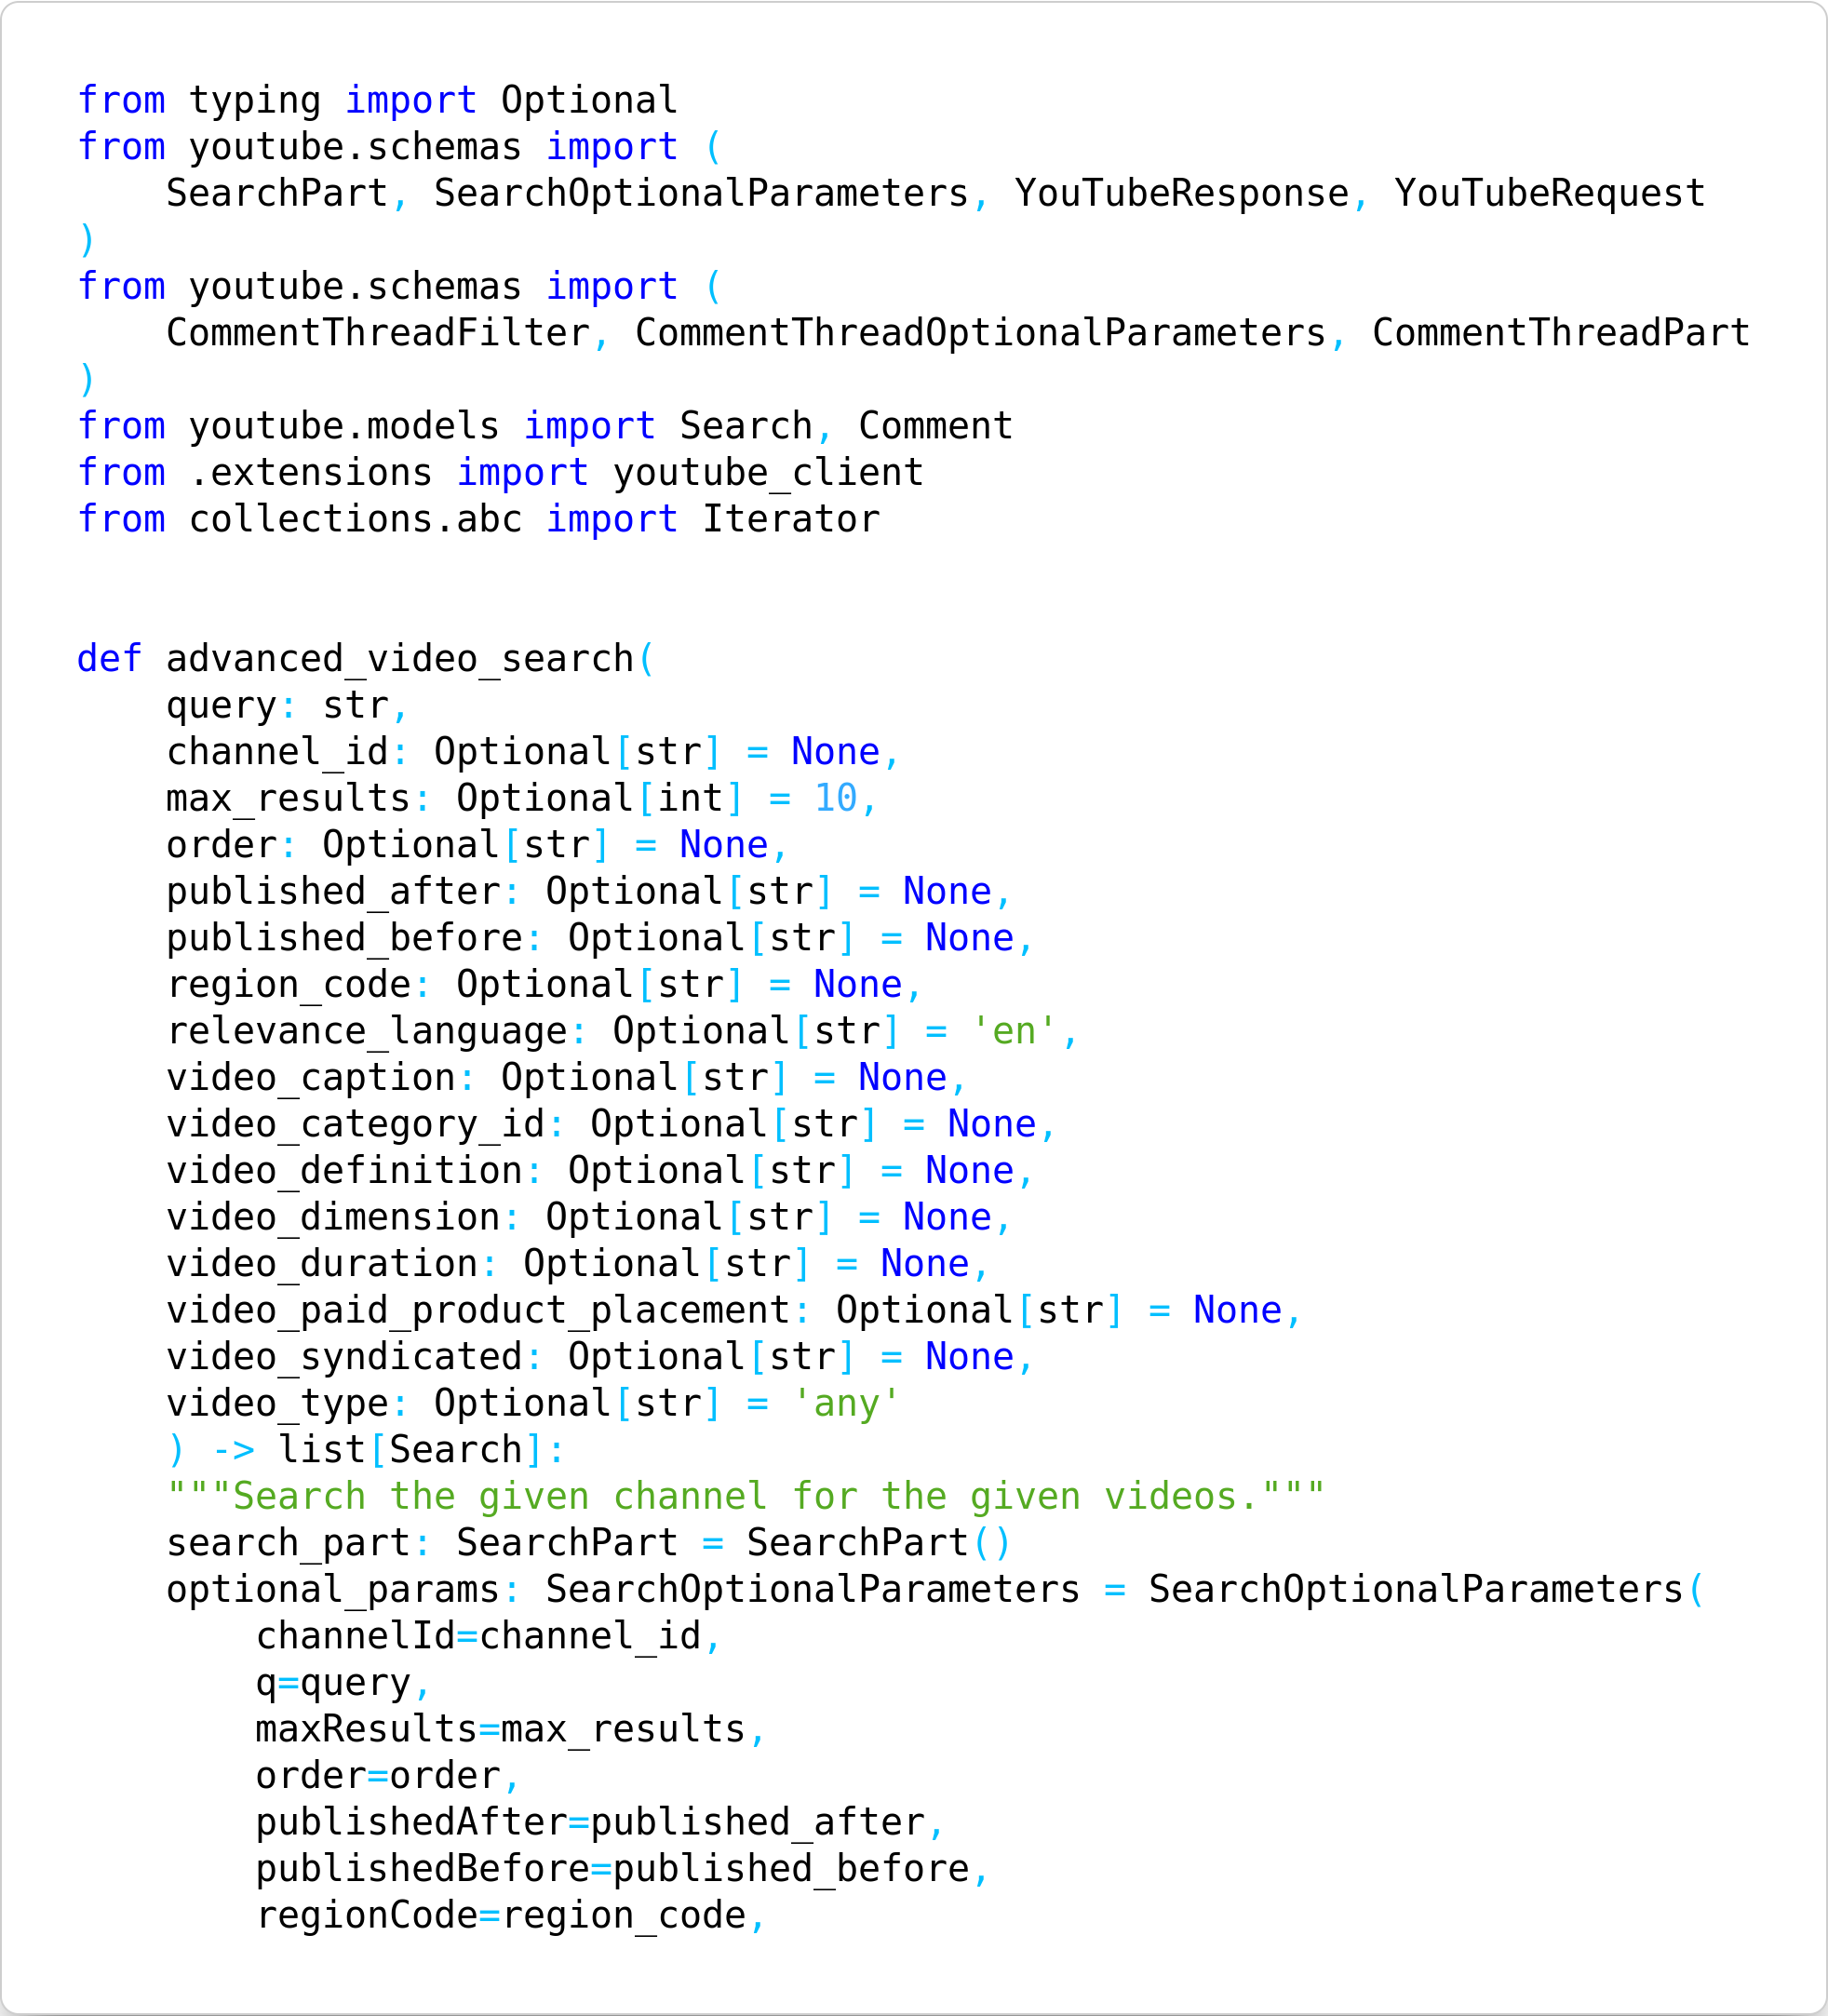 from typing import Optional
from youtube.schemas import (
    SearchPart, SearchOptionalParameters, YouTubeResponse, YouTubeRequest
)
from youtube.schemas import (
    CommentThreadFilter, CommentThreadOptionalParameters, CommentThreadPart
)
from youtube.models import Search, Comment
from .extensions import youtube_client
from collections.abc import Iterator


def advanced_video_search(
    query: str,
    channel_id: Optional[str] = None,
    max_results: Optional[int] = 10,
    order: Optional[str] = None,
    published_after: Optional[str] = None,
    published_before: Optional[str] = None,
    region_code: Optional[str] = None,
    relevance_language: Optional[str] = 'en',
    video_caption: Optional[str] = None,
    video_category_id: Optional[str] = None,
    video_definition: Optional[str] = None,
    video_dimension: Optional[str] = None,
    video_duration: Optional[str] = None,
    video_paid_product_placement: Optional[str] = None,
    video_syndicated: Optional[str] = None,
    video_type: Optional[str] = 'any'
    ) -> list[Search]:
    """Search the given channel for the given videos."""
    search_part: SearchPart = SearchPart()
    optional_params: SearchOptionalParameters = SearchOptionalParameters(
        channelId=channel_id,
        q=query,
        maxResults=max_results,
        order=order,
        publishedAfter=published_after,
        publishedBefore=published_before,
        regionCode=region_code,